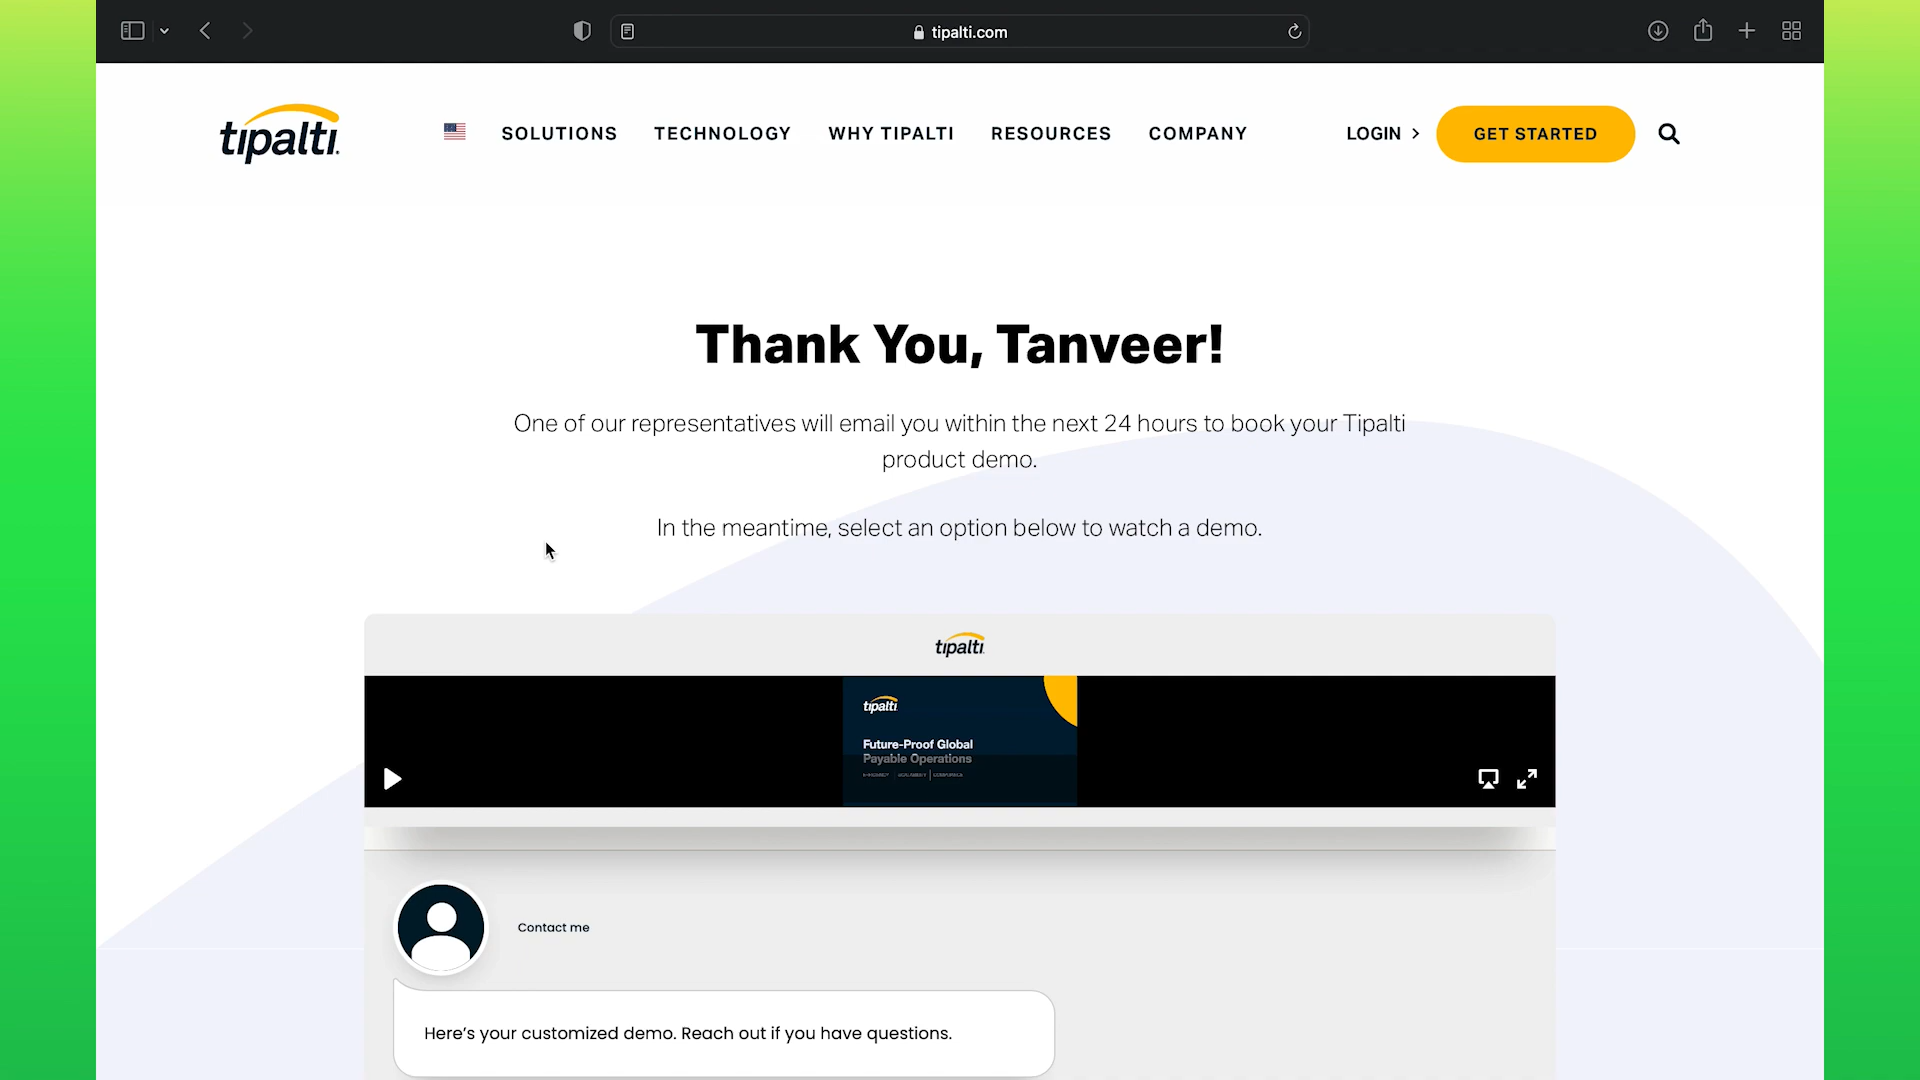 tipalti.com
tipalti.
SOLUTIONS
TECHNOLOGY
WHY TIPALTI
RESOURCES
COMPANY
LOGIN
GET STARTED
Thank You, Tanveer!
One of our representatives will email you within the next 24 hours to book your Tipalti
product demo.
In the meantime, select an option below to watch a demo.
tipalti
tipalti
Future-Proof Global
Payable Operations
Contact me
Here's your customized demo. Reach out if you have questions.